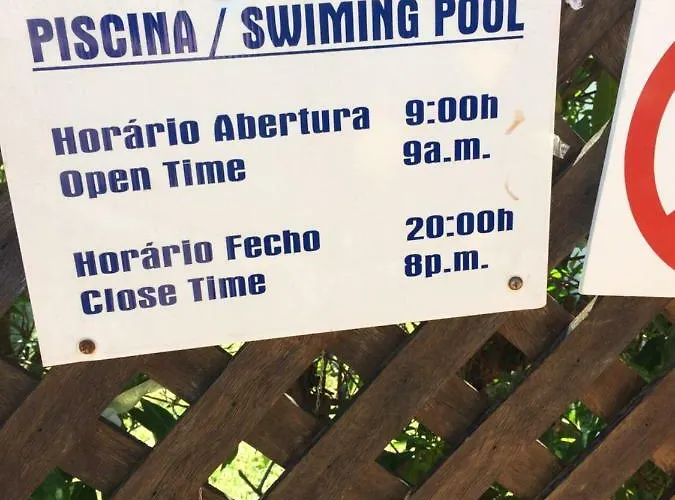 PISCINA / SWIMING POOL
Horário Abertura 9:00h
Open Time 9a.m.
Horário Fecho 20:00h
Close Time 8p.m.